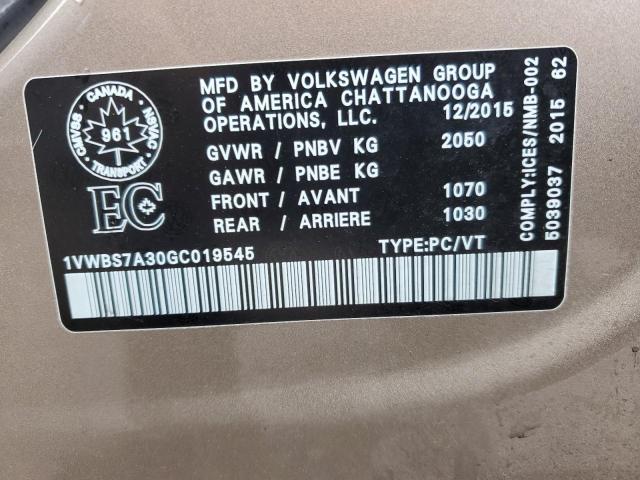 MFD BY VOLKSWAGEN GROUP
OF AMERICA CHATTANOOGA
OPERATIONS, LLC. 12/2015
GVWR / PNBV KG 2050
GAWR / PNBE KG
FRONT / AVANT 1070
REAR / ARRIERE 1030
CANADA
CMVSS
NSVAC
961
TRANSPORT
EC
1VWBS7A30GC019545 TYPE:PC/VT
COMPLY:ICES/NMB-002
5039037 2015 62